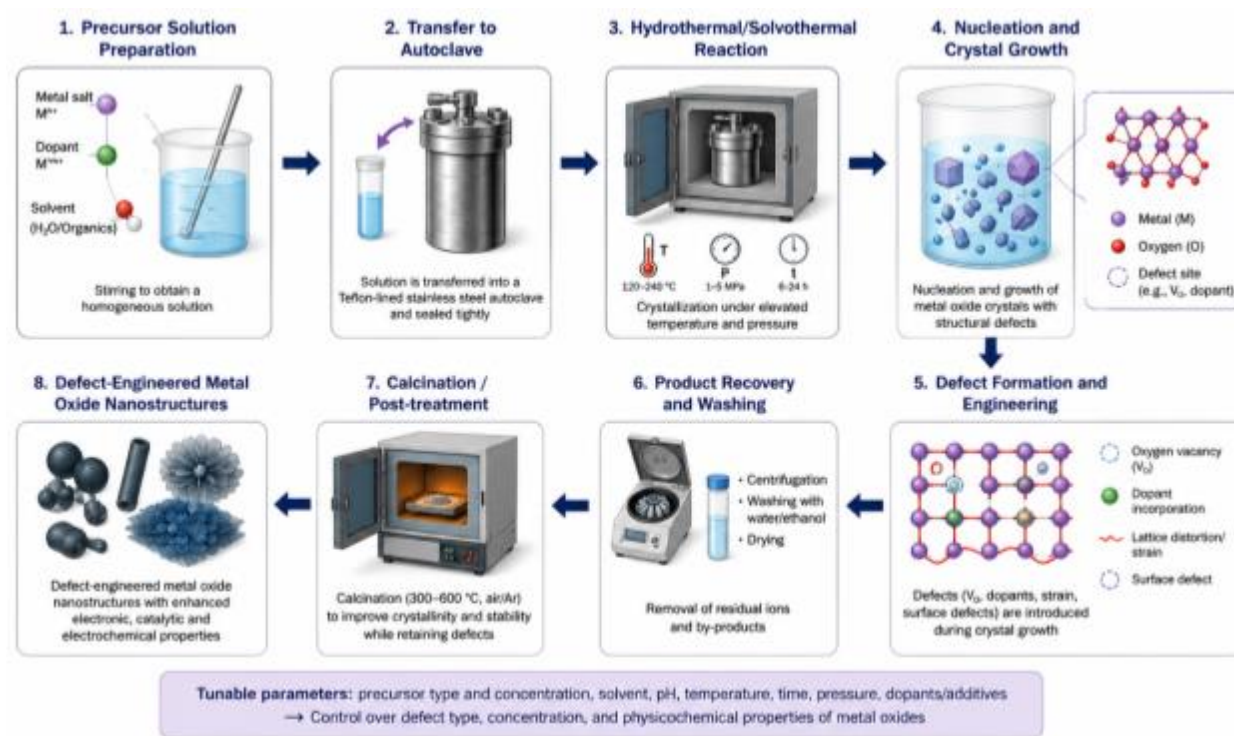 1. Precursor Solution
Preparation
Metal salt
Dopant
Solvent
(H₂O/Organics)
Stirring to obtain a
homogeneous solution
2. Transfer to
Autoclave
Solution is transferred into a
Teflon-lined stainless steel autoclave
and sealed tightly
3. Hydrothermal/Solvothermal
Reaction
T
P
t
120–240 °C
1–5 MPa
6-24 h
Crystallization under elevated
temperature and pressure
4. Nucleation and
Crystal Growth
Nucleation and growth of
metal oxide crystals with
structural defects
Metal (M)
Oxygen (O)
Defect site
(e.g., V₀, dopant)
5. Defect Formation and
Engineering
Oxygen vacancy
(V₀)
Dopant
incorporation
Lattice distortion/
strain
Surface defect
Defects (V₀, dopants, strain,
surface defects) are introduced
during crystal growth
6. Product Recovery
and Washing
• Centrifugation
• Washing with
water/ethanol
• Drying
Removal of residual ions
and by-products
7. Calcination /
Post-treatment
Calcination (300–600 °C, air/Ar)
to improve crystallinity and stability
while retaining defects
8. Defect-Engineered Metal
Oxide Nanostructures
Defect-engineered metal oxide
nanostructures with enhanced
electronic, catalytic and
electrochemical properties
Tunable parameters: precursor type and concentration, solvent, pH, temperature, time, pressure, dopants/additives
→ Control over defect type, concentration, and physicochemical properties of metal oxides